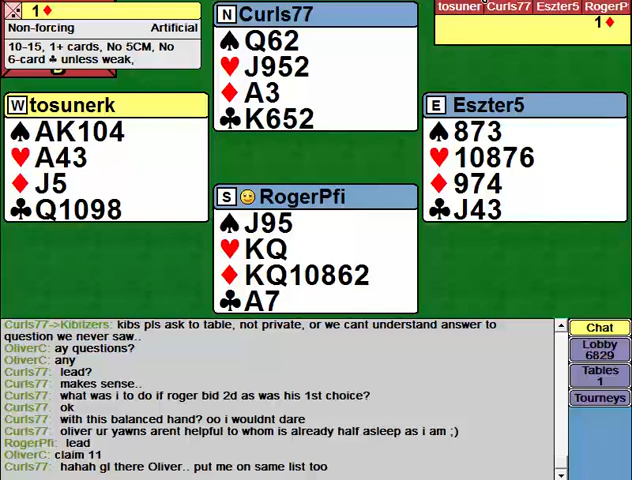 1♦
Non-forcing Artificial
10-15, 1+ cards, No 5CM, No
6-card ♣ unless weak,
N Curls77
♠ Q62
♥ J952
♦ A3
♣ K652
tosuner Curls77 Eszter5 RogerP
1♦
W tosunerk
♠ AK104
♥ A43
♦ J5
♣ Q1098
E Eszter5
♠ 873
♥ 10876
♦ 974
♣ J43
S RogerPfi
♠ J95
♥ KQ
♦ KQ10862
♣ A7
Curls77->Kibitzers: kibs pls ask to table, not private, or we cant understand answer to
question we never saw..
OliverC: ay questions?
OliverC: any
Curls77: lead?
Curls77: makes sense..
Curls77: what was i to do if roger bid 2d as was his 1st choice?
Curls77: ok
Curls77: with this balanced hand? oo i wouldnt dare
Curls77: oliver ur yawns arent helpful to whom is already half asleep as i am ;)
RogerPfi: lead
OliverC: claim 11
Curls77: hahah gl there Oliver.. put me on same list too
Chat
Lobby
6829
Tables
1
Tourneys